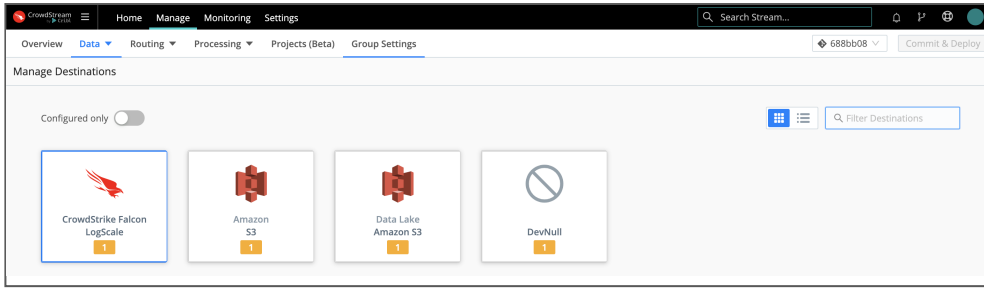 CrowdStream
by Cribl
Home Manage Monitoring Settings
Search Stream...
Overview Data Routing Processing Projects (Beta) Group Settings
688bb08
Commit & Deploy
Manage Destinations
Configured only
Filter Destinations
CrowdStrike Falcon
LogScale
1
Amazon
S3
1
Data Lake
Amazon S3
1
DevNull
1